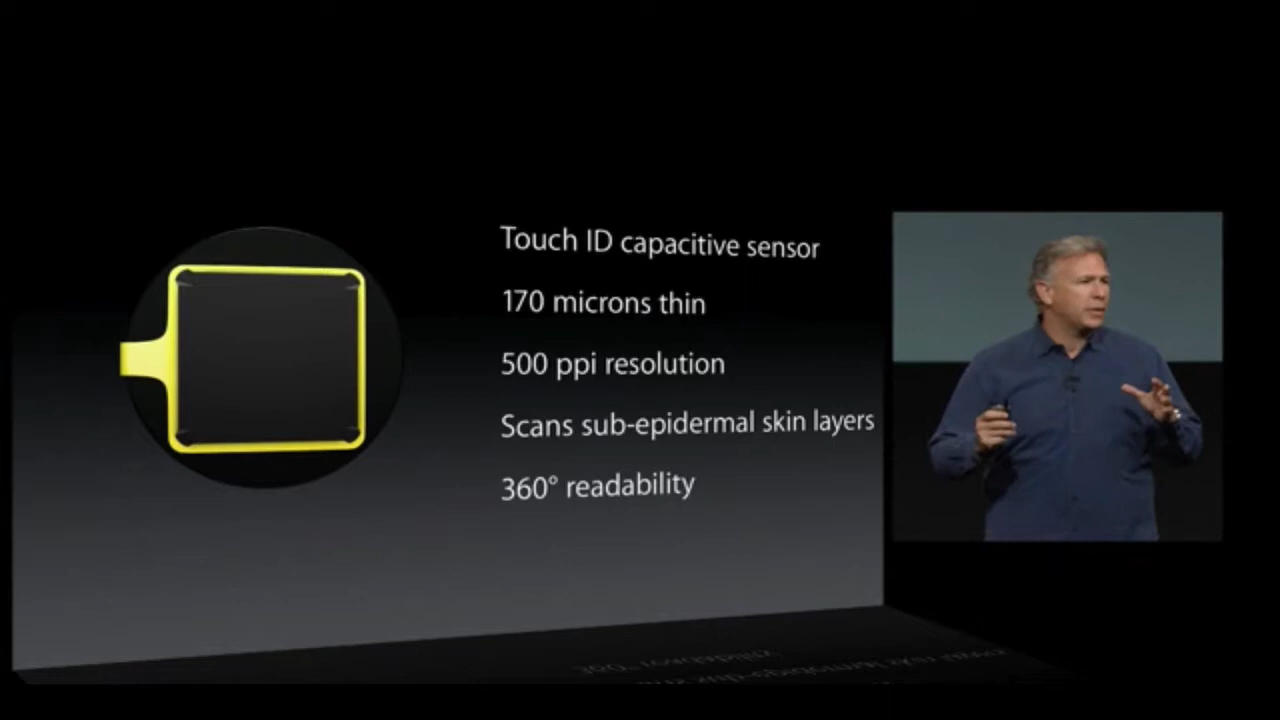 Touch ID capacitive sensor
170 microns thin
500 ppi resolution
Scans sub-epidermal skin layers
360° readability